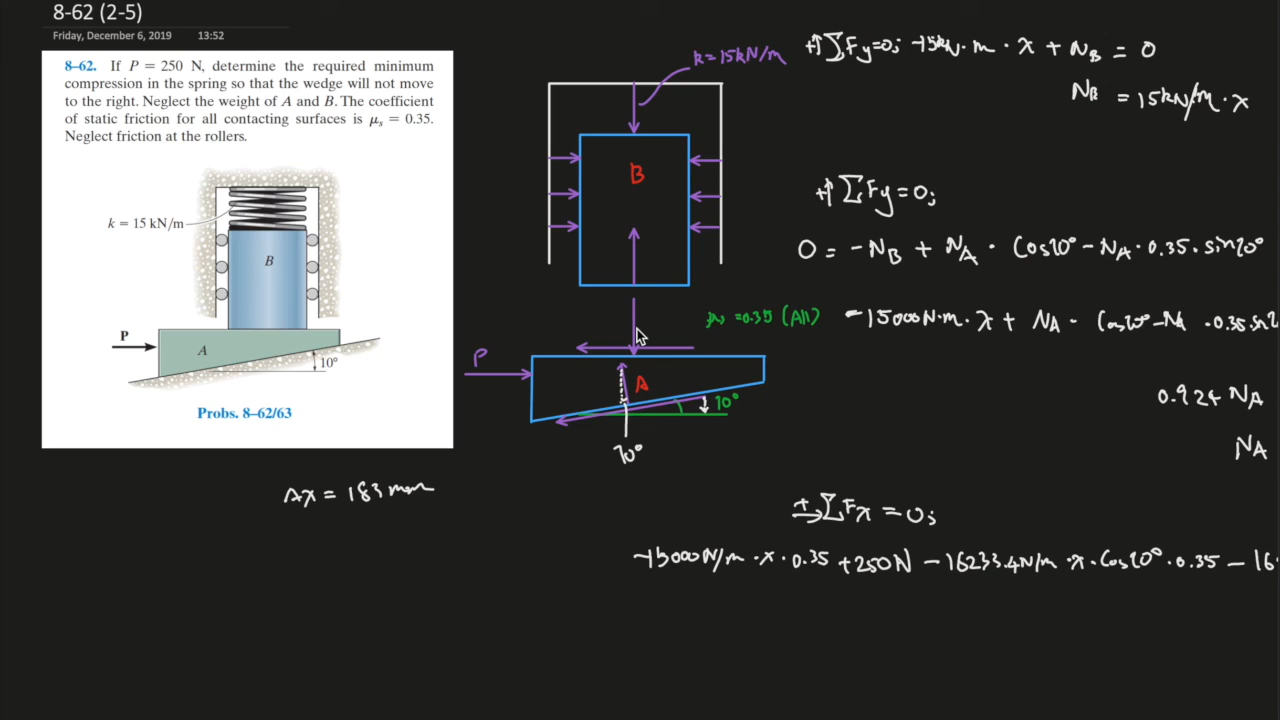 8-62 (2-5)
Friday, December 6, 2019 13:52
8–62. If P = 250 N, determine the required minimum
compression in the spring so that the wedge will not move
to the right. Neglect the weight of A and B. The coefficient
of static friction for all contacting surfaces is μs = 0.35.
Neglect friction at the rollers.
k = 15 kN/m
B
P
A
10°
Probs. 8–62/63
Δx = 183 mm
k = 15 kN/m
B
μs = 0.35 (All)
P
A
10°
10°
+↑ ΣFy = 0; -15kN·m · x + NB = 0
NB = 15kN/m · x
+↑ ΣFy = 0;
0 = -NB + NA · Cos10° - NA · 0.35 · sin10°
-15000N·m · x + NA · Cos10° - NA · 0.35 · sin
0.924 NA
NA
+→ ΣFx = 0;
-15000N/m · x · 0.35 + 250N - 16233.4N/m · x · Cos10° · 0.35 - 16